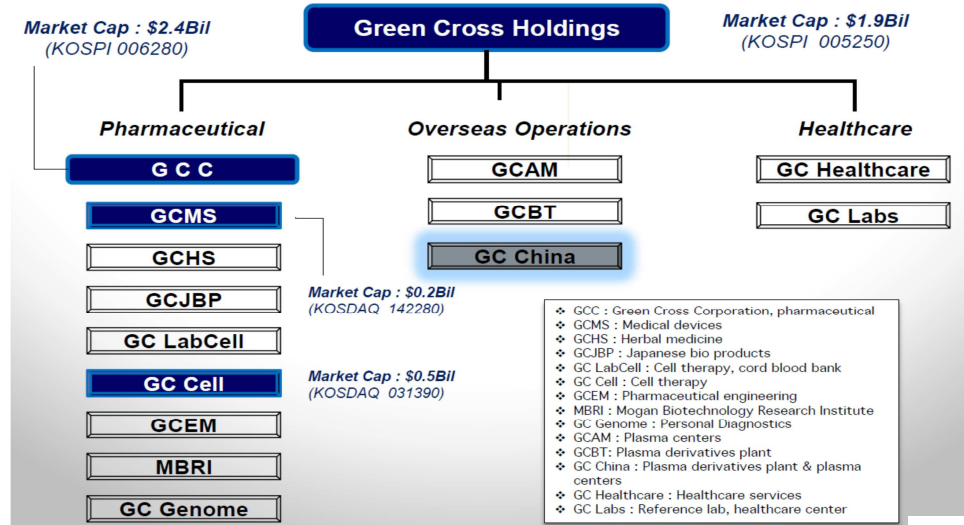 Market Cap : $2.4Bil
(KOSPI 006280)
Green Cross Holdings
Market Cap : $1.9Bil
(KOSPI 005250)
Pharmaceutical
Overseas Operations
Healthcare
G C C
GCMS
GCHS
GCJBP
GC LabCell
GC Cell
GCEM
MBRI
GC Genome
Market Cap : $0.2Bil
(KOSDAQ 142280)
Market Cap : $0.5Bil
(KOSDAQ 031390)
GCAM
GCBT
GC China
GC Healthcare
GC Labs
❖ GCC : Green Cross Corporation, pharmaceutical
❖ GCMS : Medical devices
❖ GCHS : Herbal medicine
❖ GCJBP : Japanese bio products
❖ GC LabCell : Cell therapy, cord blood bank
❖ GC Cell : Cell therapy
❖ GCEM : Pharmaceutical engineering
❖ MBRI : Mogan Biotechnology Research Institute
❖ GC Genome : Personal Diagnostics
❖ GCAM : Plasma centers
❖ GCBT: Plasma derivatives plant
❖ GC China : Plasma derivatives plant & plasma
centers
❖ GC Healthcare : Healthcare services
❖ GC Labs : Reference lab, healthcare center